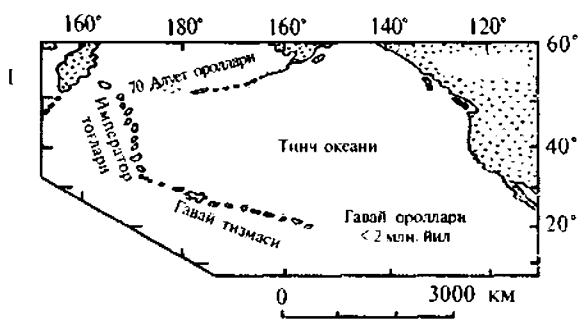 160° 180° 160° 140° 120°
60°
I
70 Алует ороллари
Император
тоғлари
Тинч океани
40°
Гавай тизмаси
Гавай ороллари
< 2 млн. йил
20°
0 3000 км